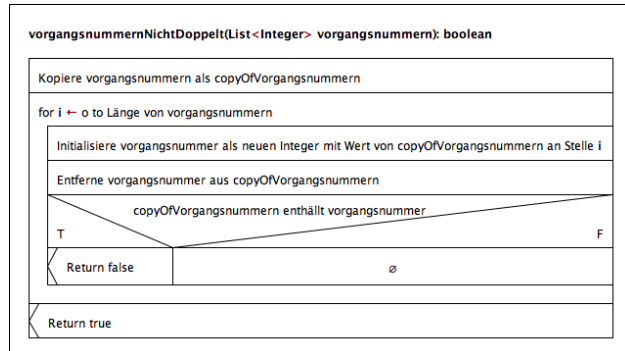 vorgangsnummernNichtDoppelt(List<Integer> vorgangsnummern): boolean
Kopiere vorgangsnummern als copyOfVorgangsnummern
for i ← o to Länge von vorgangsnummern
Initialisiere vorgangsnummer als neuen Integer mit Wert von copyOfVorgangsnummern an Stelle i
Entferne vorgangsnummer aus copyOfVorgangsnummern
copyOfVorgangsnummern enthällt vorgangsnummer
T F
Return false ∅
Return true